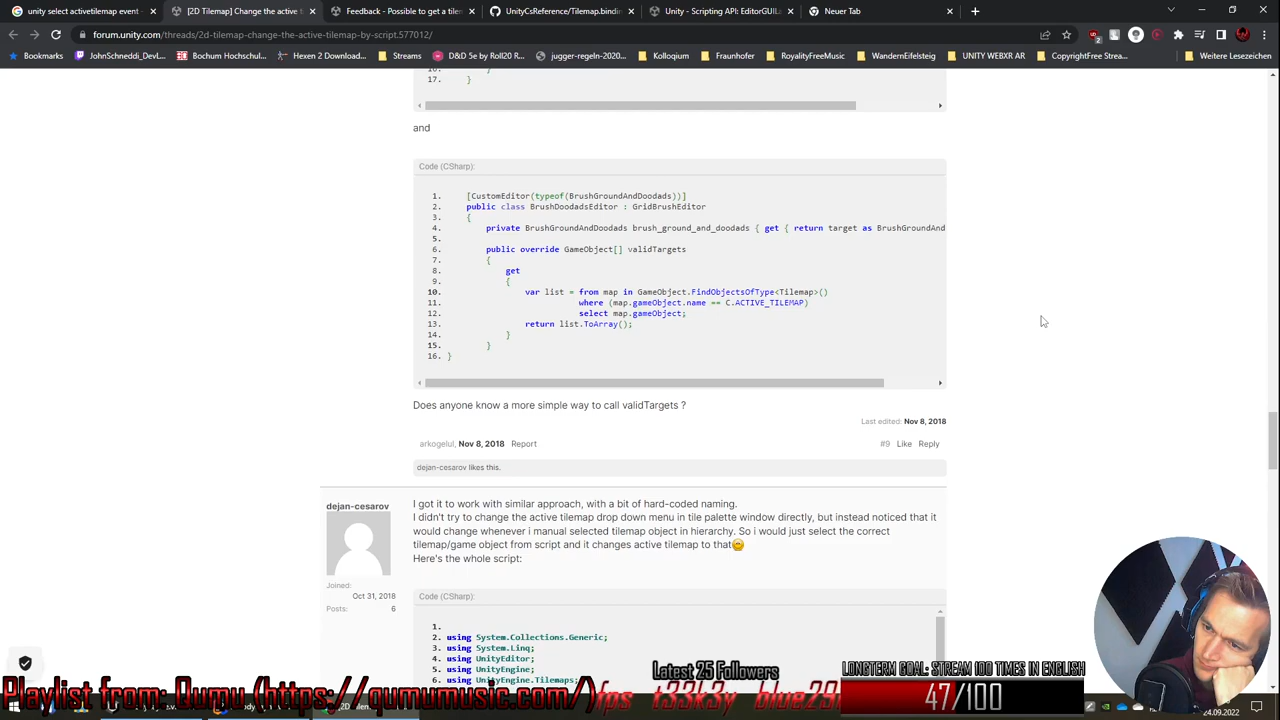 unity select activetilemap event
[2D Tilemap] Change the active t
UnityCsReference/Tilemap.bindin
Unity - Scripting API: EditorGUILa
Neuer Tab
forum.unity.com/threads/2d-tilemap-change-the-active-tilemap-by-script.577012/
Bookmarks
JohnSchneddi_Devl...
Bochum Hochschul...
Hexen 2 Download...
D&D 5e by Roll20 R...
jugger-regeln-2020...
Kollogium
Fraunhofer
RoyalityFreeMusic
WandernEifelsteig
UNITY WEBXR AR
CopyrightFree Strea...
Weitere Lesezeichen
17. }
and
Code (CSharp):
1. [CustomEditor(typeof(BrushGroundAndDoodads))]
2. public class BrushDoodadsEditor : GridBrushEditor
3. {
4. private BrushGroundAndDoodads brush_ground_and_doodads { get { return target as BrushGroundAnd
5.
6. public override GameObject[] validTargets
7. {
8. get
9. {
10. var list = from map in GameObject.FindObjectsOfType<Tilemap>()
11. where (map.gameObject.name == C.ACTIVE_TILEMAP)
12. select map.gameObject;
13. return list.ToArray();
14. }
15. }
16. }
Does anyone know a more simple way to call validTargets ?
Last edited: Nov 8, 2018
arkogelul, Nov 8, 2018 Report
#9 Like Reply
dejan-cesarov likes this.
dejan-cesarov
Joined:
Oct 31, 2018
Posts: 6
I got it to work with similar approach, with a bit of hard-coded naming.
I didn't try to change the active tilemap drop down menu in tile palette window directly, but instead noticed that it
would change whenever i manual selected tilemap object in hierarchy. So i would just select the correct
tilemap/game object from script and it changes active tilemap to that
Here's the whole script:
Code (CSharp):
1.
2. using System.Collections.Generic;
3. using System.Linq;
4. using UnityEditor;
5. using UnityEngine;
6. using UnityEngine.Tilemaps;
Playlist from: Qumu (https://qumumusic.com/)
Latest 25 Followers
fps t33k3y blue29
LONGTERM GOAL: STREAM 100 TIMES IN ENGLISH
47/100
24.09.2022